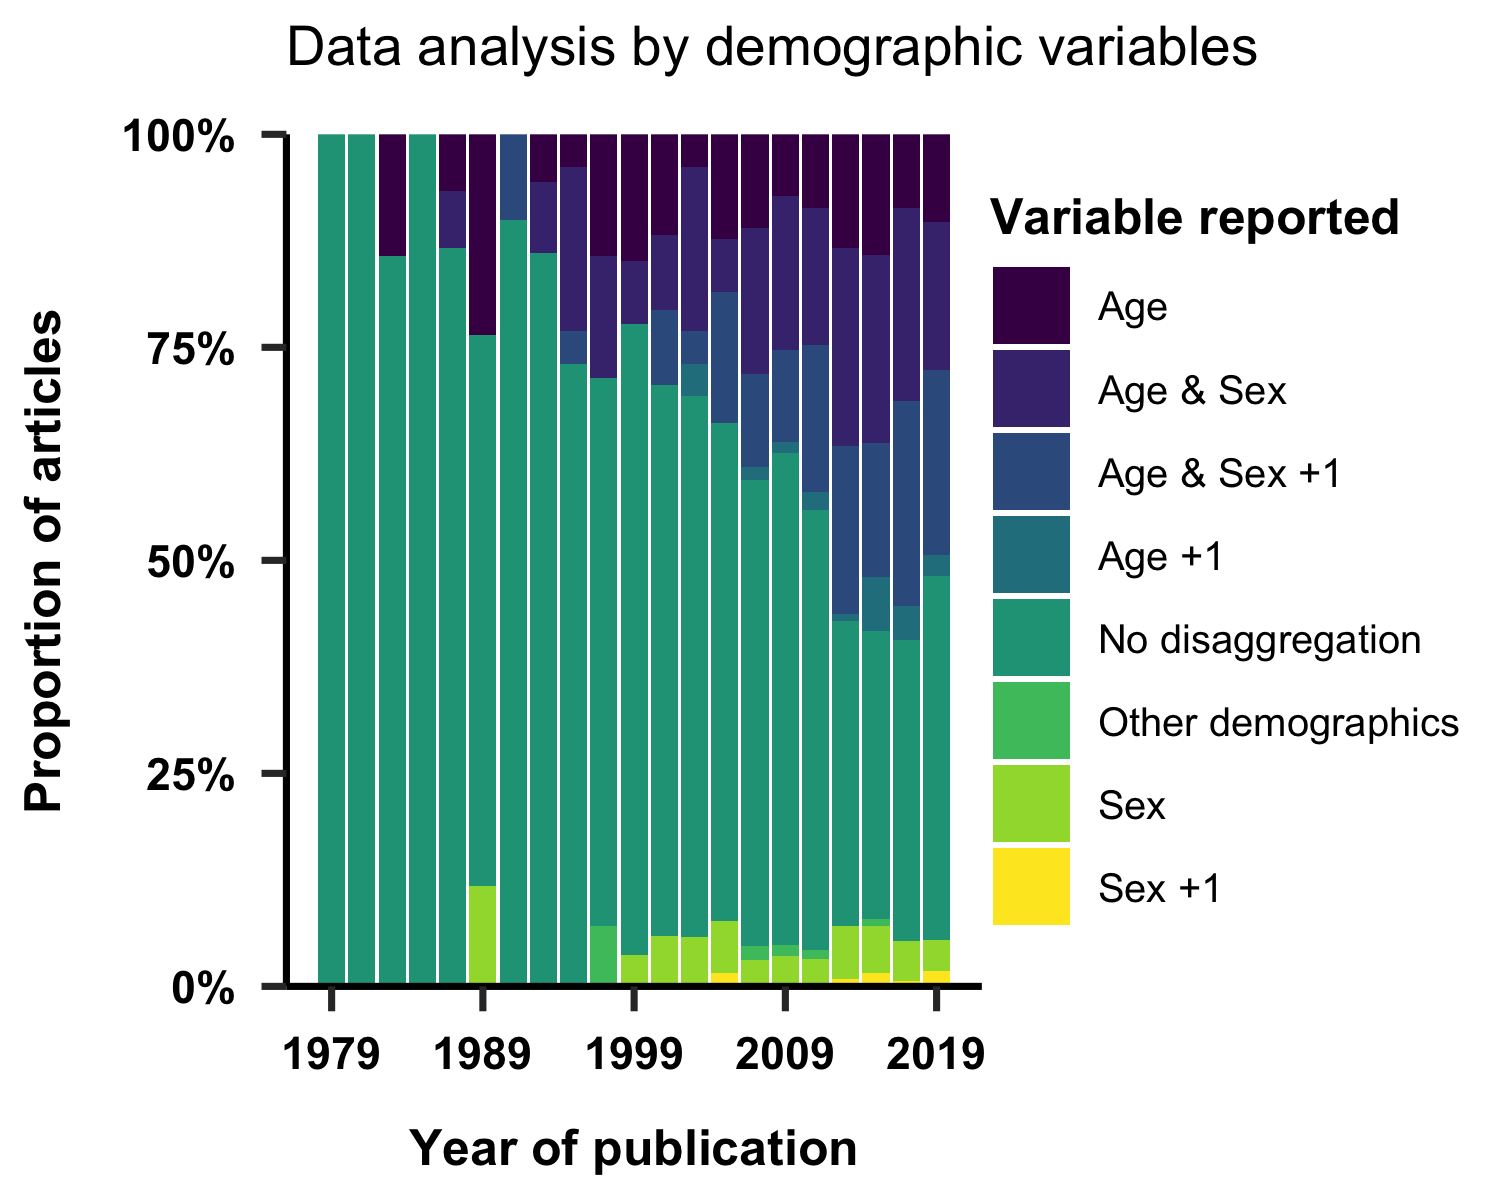 Data analysis by demographic variables
Proportion of articles
100%
75%
50%
25%
0%
1979 1989 1999 2009 2019
Year of publication
Variable reported
Age
Age & Sex
Age & Sex +1
Age +1
No disaggregation
Other demographics
Sex
Sex +1